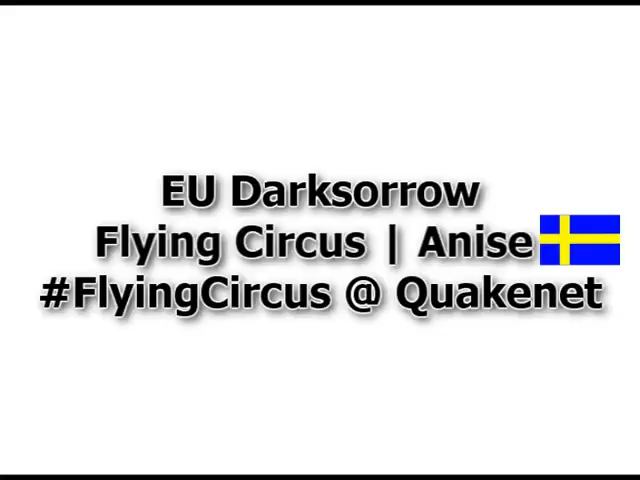 EU Darksorrow
Flying Circus | Anise
#FlyingCircus @ Quakenet